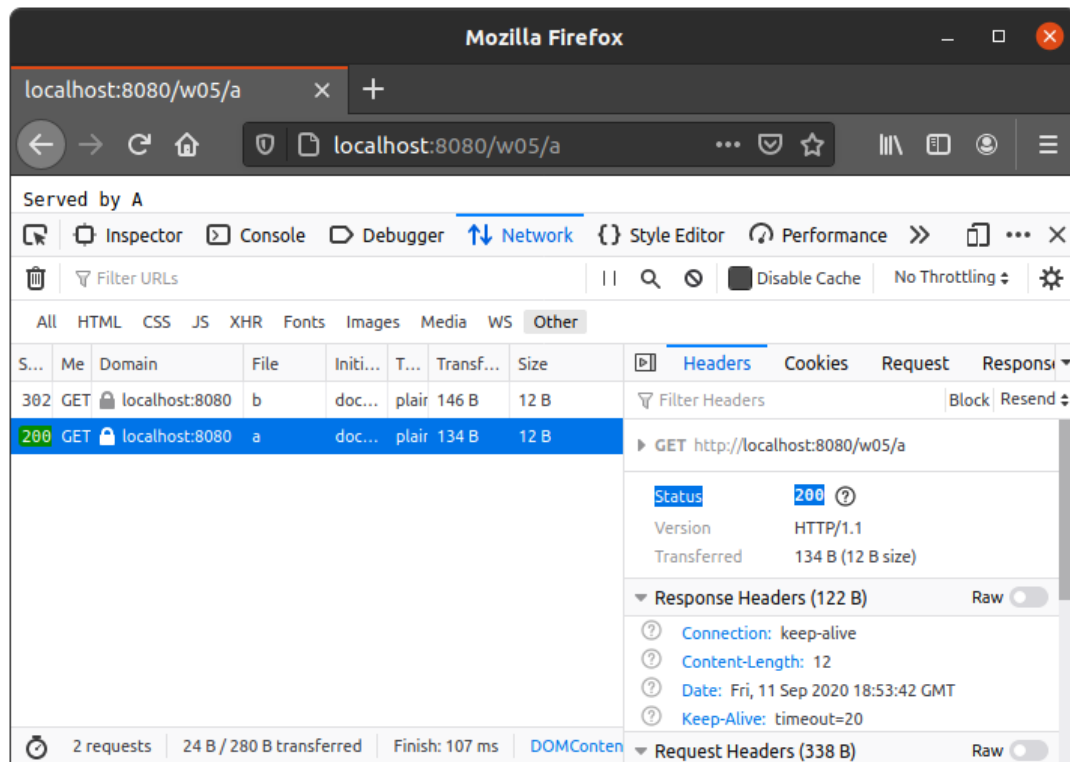 Mozilla Firefox
localhost:8080/w05/a
localhost:8080/w05/a
Served by A
Inspector Console Debugger Network Style Editor Performance
Filter URLs Disable Cache No Throttling
All HTML CSS JS XHR Fonts Images Media WS Other
S... Me Domain File Initi... T... Transf... Size
302 GET localhost:8080 b doc... plain 146 B 12 B
200 GET localhost:8080 a doc... plain 134 B 12 B
Headers Cookies Request Response
Filter Headers Block Resend
GET http://localhost:8080/w05/a
Status 200
Version HTTP/1.1
Transferred 134 B (12 B size)
Response Headers (122 B) Raw
Connection: keep-alive
Content-Length: 12
Date: Fri, 11 Sep 2020 18:53:42 GMT
Keep-Alive: timeout=20
Request Headers (338 B) Raw
2 requests 24 B / 280 B transferred Finish: 107 ms DOMConten